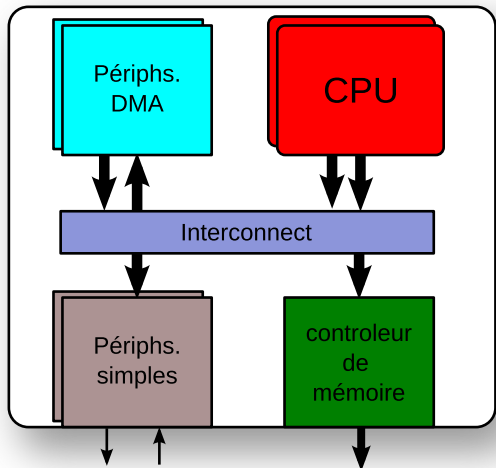 Périphs.
DMA
CPU
Interconnect
Périphs.
simples
controleur
de
mémoire